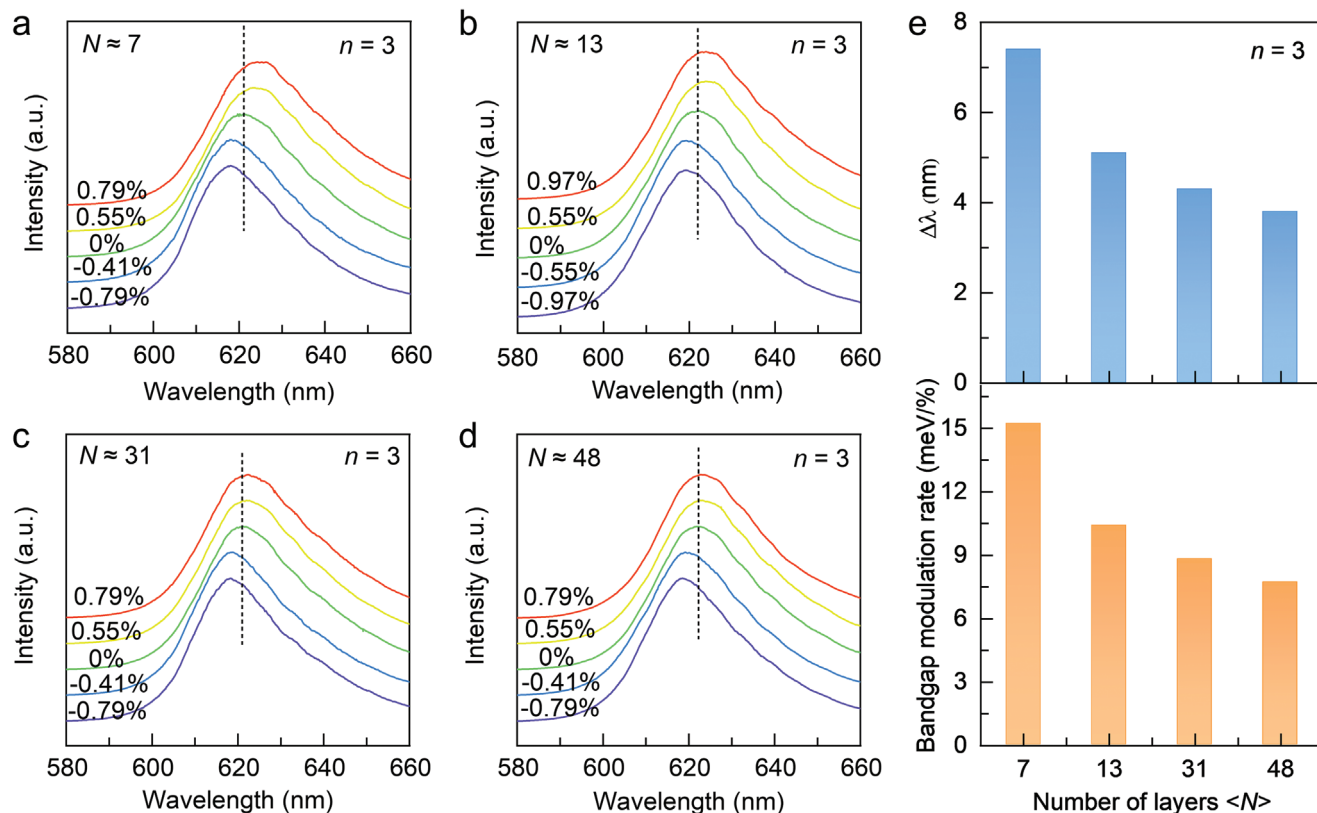 a
N ≈ 7
n = 3
Intensity (a.u.)
0.79%
0.55%
0%
-0.41%
-0.79%
580 600 620 640 660
Wavelength (nm)
b
N ≈ 13
n = 3
Intensity (a.u.)
0.97%
0.55%
0%
-0.55%
-0.97%
580 600 620 640 660
Wavelength (nm)
c
N ≈ 31
n = 3
Intensity (a.u.)
0.79%
0.55%
0%
-0.41%
-0.79%
580 600 620 640 660
Wavelength (nm)
d
N ≈ 48
n = 3
Intensity (a.u.)
0.79%
0.55%
0%
-0.41%
-0.79%
580 600 620 640 660
Wavelength (nm)
e
n = 3
Δλ (nm)
8
6
4
2
0
Bandgap modulation rate (meV/%)
15
12
9
6
3
0
7 13 31 48
Number of layers <N>